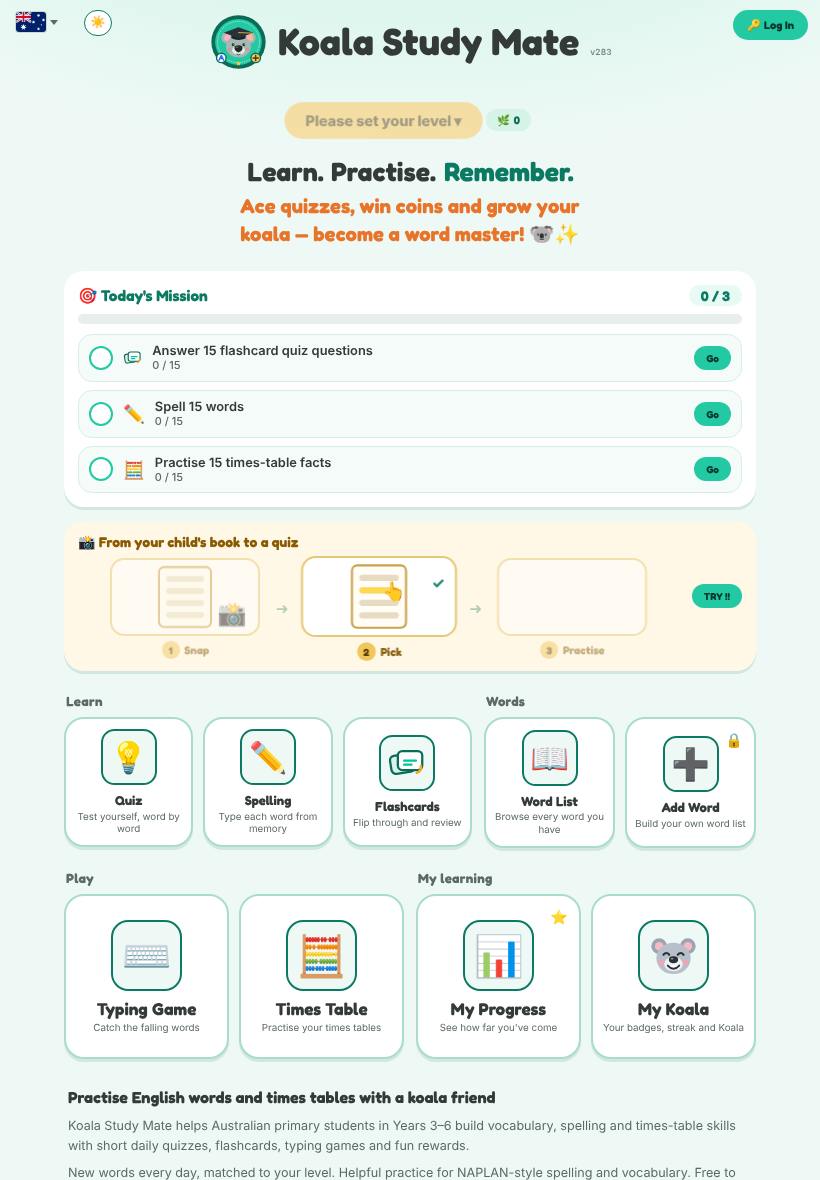 Koala Study Mate v283
Log In
Please set your level ▾
0
Learn. Practise. Remember.
Ace quizzes, win coins and grow your
koala — become a word master!
Today's Mission
0 / 3
Answer 15 flashcard quiz questions
0 / 15
Go
Spell 15 words
0 / 15
Go
Practise 15 times-table facts
0 / 15
Go
From your child's book to a quiz
1 Snap
2 Pick
3 Practise
TRY !!
Learn
Quiz
Test yourself, word by
word
Spelling
Type each word from
memory
Flashcards
Flip through and review
Words
Word List
Browse every word you
have
Add Word
Build your own word list
Play
Typing Game
Catch the falling words
Times Table
Practise your times tables
My learning
My Progress
See how far you've come
My Koala
Your badges, streak and Koala
Practise English words and times tables with a koala friend
Koala Study Mate helps Australian primary students in Years 3–6 build vocabulary, spelling and times-table skills
with short daily quizzes, flashcards, typing games and fun rewards.
New words every day, matched to your level. Helpful practice for NAPLAN-style spelling and vocabulary. Free to